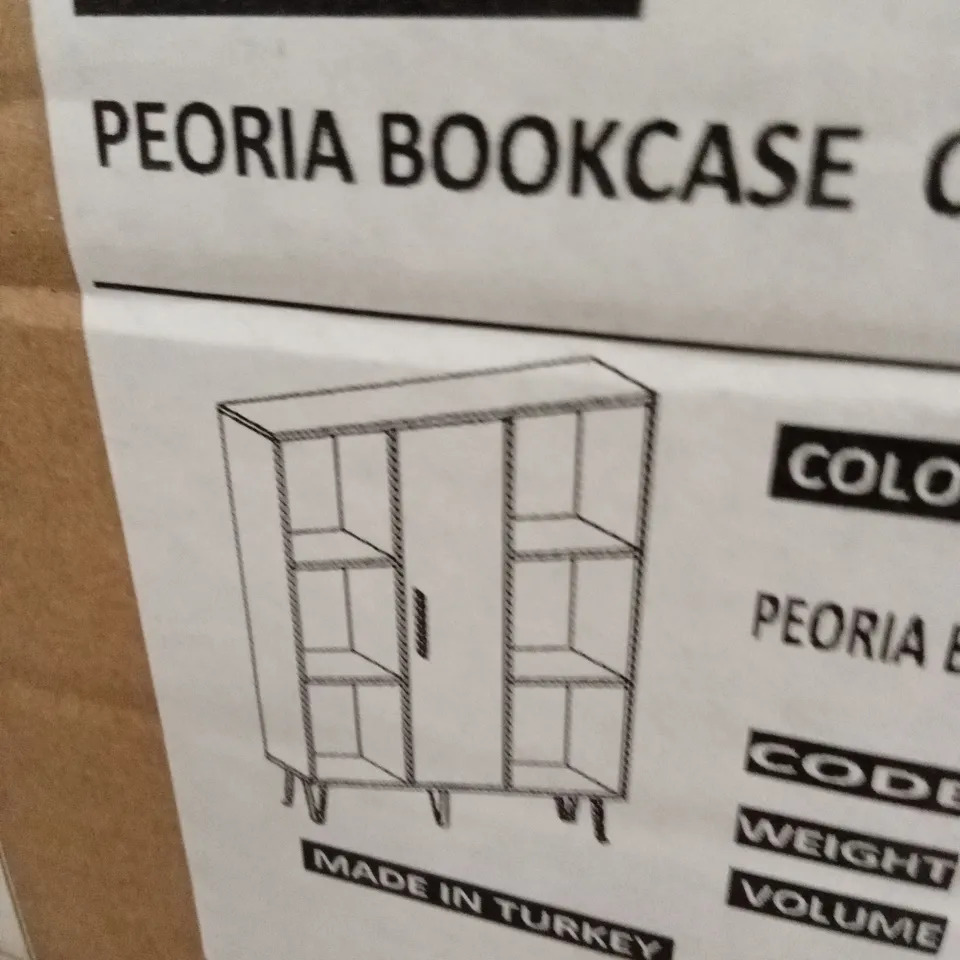 PEORIA BOOKCASE
COLO
PEORIA
CODE
WEIGHT
VOLUME
MADE IN TURKEY